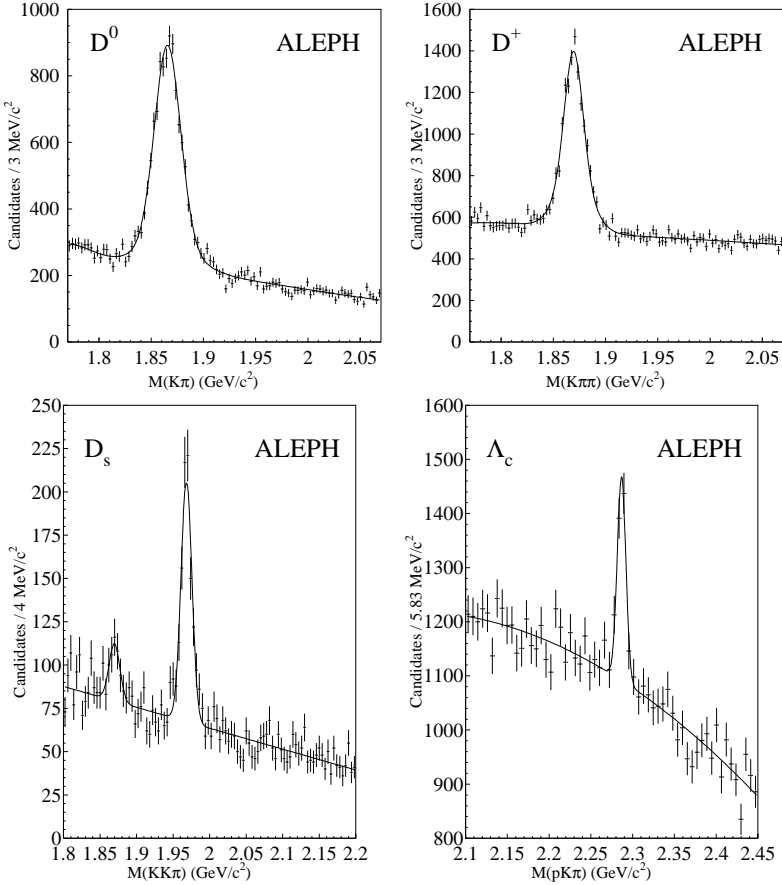 D⁰ ALEPH
Candidates / 3 MeV/c²
1000
800
600
400
200
0
1.8 1.85 1.9 1.95 2 2.05
M(Kπ) (GeV/c²)
D⁺ ALEPH
Candidates / 3 MeV/c²
1600
1400
1200
1000
800
600
400
200
0
1.8 1.85 1.9 1.95 2 2.05
M(Kππ) (GeV/c²)
D_s ALEPH
Candidates / 4 MeV/c²
250
225
200
175
150
125
100
75
50
25
0
1.8 1.85 1.9 1.95 2 2.05 2.1 2.15 2.2
M(KKπ) (GeV/c²)
Λ_c ALEPH
Candidates / 5.83 MeV/c²
1600
1500
1400
1300
1200
1100
1000
900
800
2.1 2.15 2.2 2.25 2.3 2.35 2.4 2.45
M(pKπ) (GeV/c²)